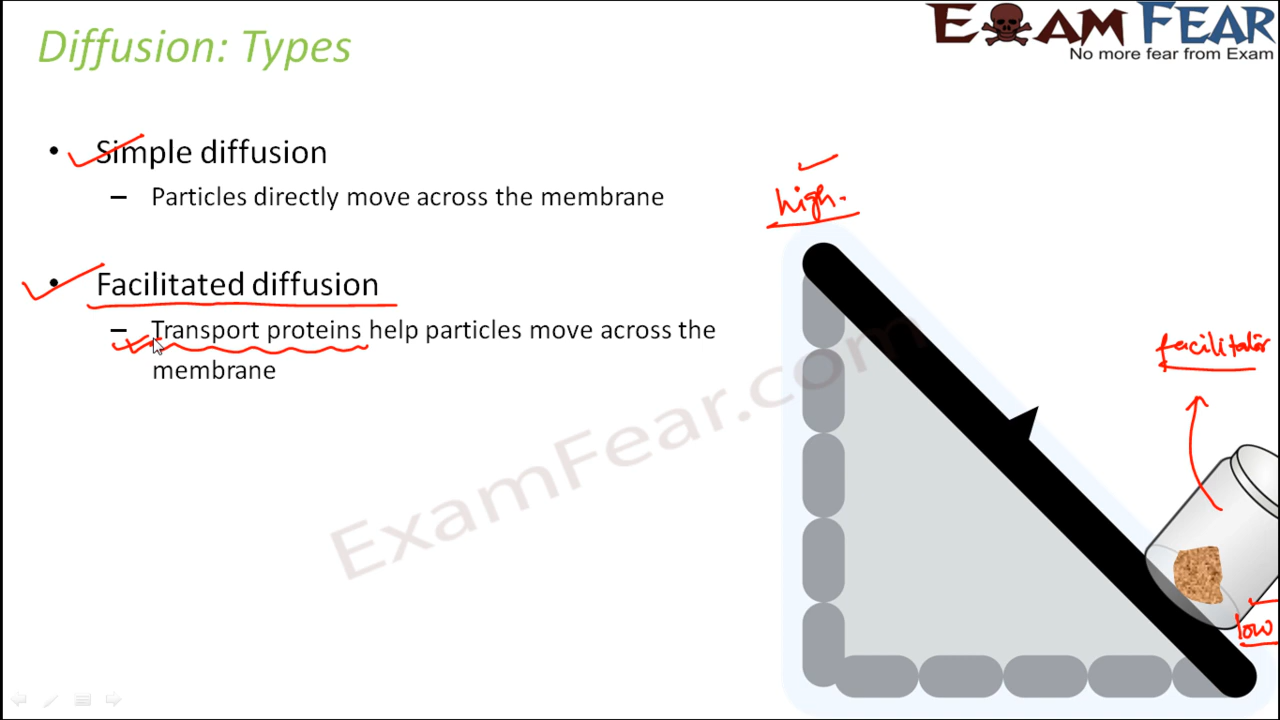 Diffusion: Types
EXAM FEAR
No more fear from Exam
• Simple diffusion
– Particles directly move across the membrane
high.
• Facilitated diffusion
– Transport proteins help particles move across the
membrane
facilitator
low
ExamFear.com